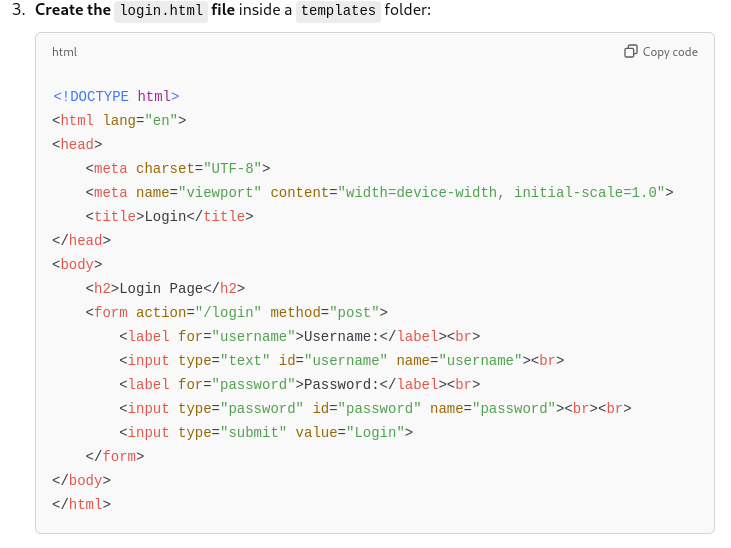 3. Create the login.html file inside a templates folder:
html
Copy code
<!DOCTYPE html>
<html lang="en">
<head>
    <meta charset="UTF-8">
    <meta name="viewport" content="width=device-width, initial-scale=1.0">
    <title>Login</title>
</head>
<body>
    <h2>Login Page</h2>
    <form action="/login" method="post">
        <label for="username">Username:</label><br>
        <input type="text" id="username" name="username"><br>
        <label for="password">Password:</label><br>
        <input type="password" id="password" name="password"><br><br>
        <input type="submit" value="Login">
    </form>
</body>
</html>